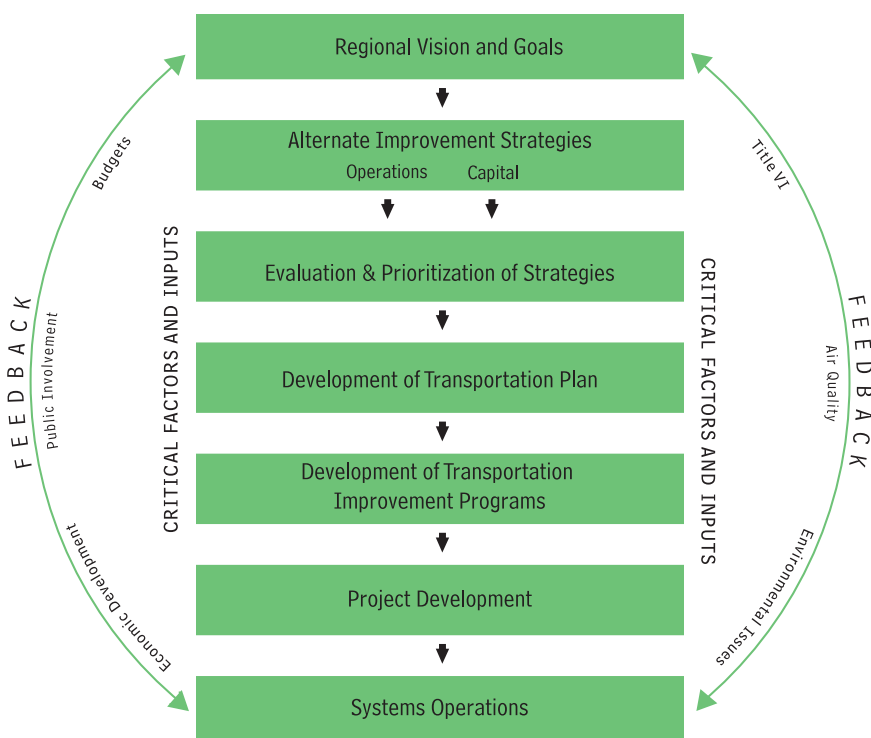 Regional Vision and Goals
Alternate Improvement Strategies
Operations Capital
Evaluation & Prioritization of Strategies
Development of Transportation Plan
Development of Transportation
Improvement Programs
Project Development
Systems Operations
FEEDBACK
Budgets
Public Involvement
Economic Development
CRITICAL FACTORS AND INPUTS
CRITICAL FACTORS AND INPUTS
Title VI
Air Quality
Environmental Issues
FEEDBACK